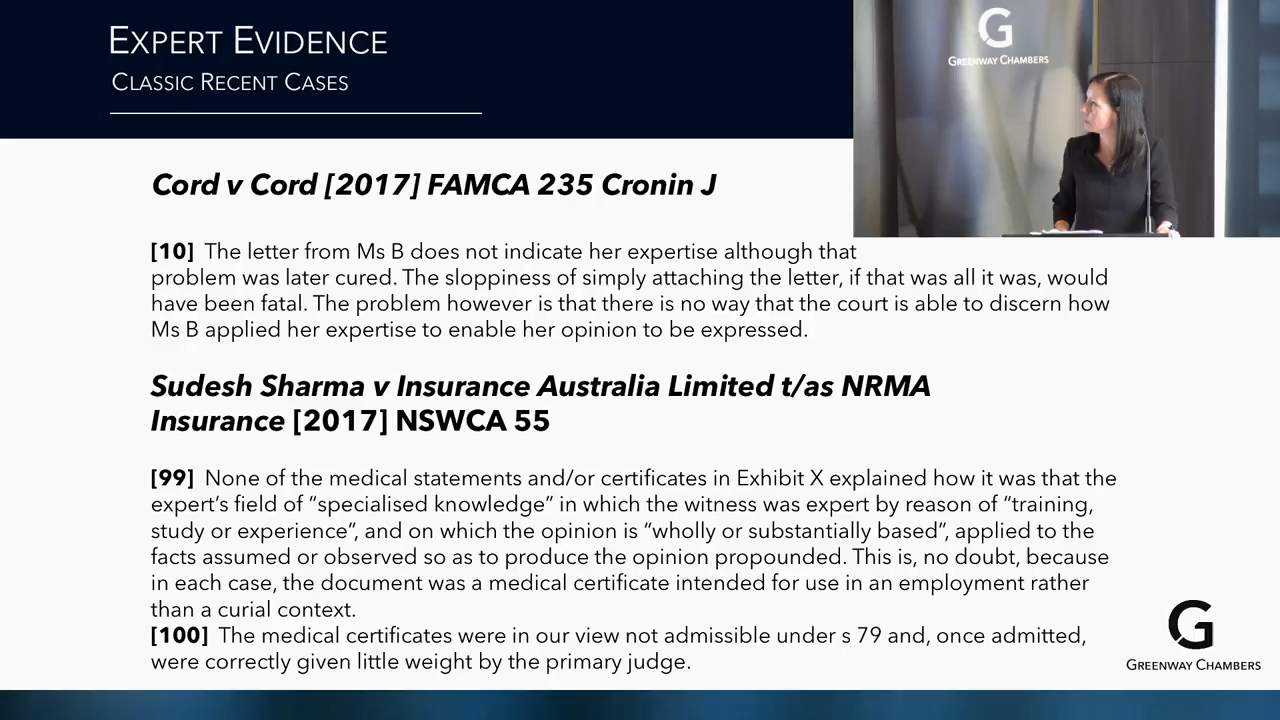 EXPERT EVIDENCE
CLASSIC RECENT CASES
G
GREENWAY CHAMBERS
Cord v Cord [2017] FAMCA 235 Cronin J
[10] The letter from Ms B does not indicate her expertise although that
problem was later cured. The sloppiness of simply attaching the letter, if that was all it was, would
have been fatal. The problem however is that there is no way that the court is able to discern how
Ms B applied her expertise to enable her opinion to be expressed.
Sudesh Sharma v Insurance Australia Limited t/as NRMA
Insurance [2017] NSWCA 55
[99] None of the medical statements and/or certificates in Exhibit X explained how it was that the
expert’s field of “specialised knowledge” in which the witness was expert by reason of “training,
study or experience”, and on which the opinion is “wholly or substantially based”, applied to the
facts assumed or observed so as to produce the opinion propounded. This is, no doubt, because
in each case, the document was a medical certificate intended for use in an employment rather
than a curial context.
[100] The medical certificates were in our view not admissible under s 79 and, once admitted,
were correctly given little weight by the primary judge.
G
GREENWAY CHAMBERS